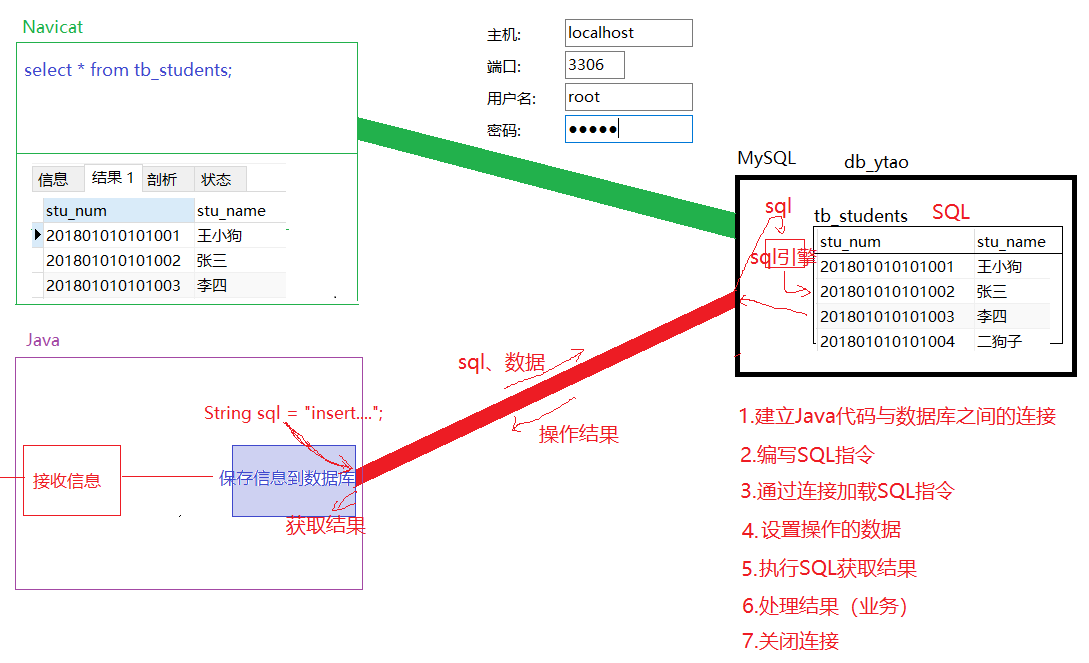 Navicat
select * from tb_students;
信息 结果 1 剖析 状态
stu_num stu_name
201801010101001 王小狗
201801010101002 张三
201801010101003 李四
主机: localhost
端口: 3306
用户名: root
密码: ●●●●●
MySQL db_ytao
sql
tb_students SQL
sql引擎
stu_num stu_name
201801010101001 王小狗
201801010101002 张三
201801010101003 李四
201801010101004 二狗子
Java
String sql = "insert....";
接收信息
保存信息到数据库
获取结果
sql、数据
操作结果
1.建立Java代码与数据库之间的连接
2.编写SQL指令
3.通过连接加载SQL指令
4.设置操作的数据
5.执行SQL获取结果
6.处理结果（业务）
7.关闭连接